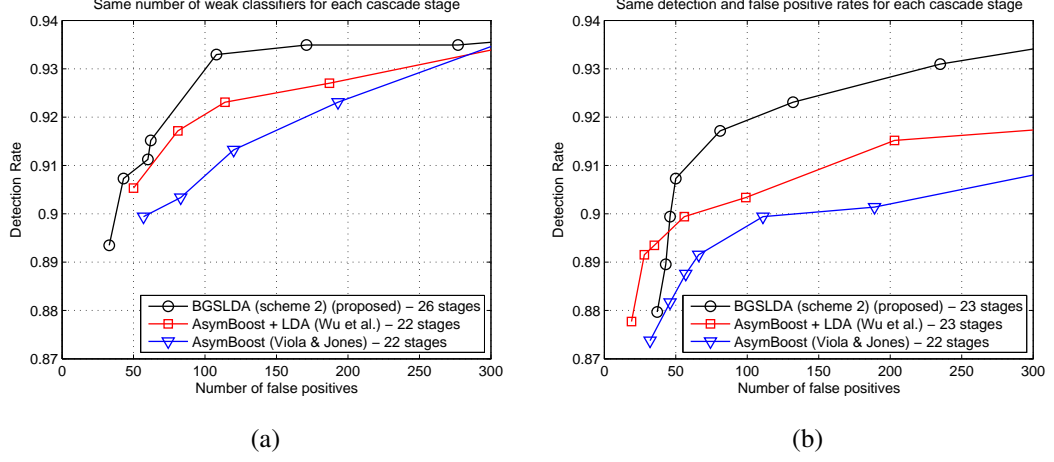 Same number of weak classifiers for each cascade stage
0.94
0.93
0.92
0.91
0.9
0.89
0.88
0.87
Detection Rate
BGSLDA (scheme 2) (proposed) − 26 stages
AsymBoost + LDA (Wu et al.) − 22 stages
AsymBoost (Viola & Jones) − 22 stages
0 50 100 150 200 250 300
Number of false positives
(a)
Same detection and false positive rates for each cascade stage
0.94
0.93
0.92
0.91
0.9
0.89
0.88
0.87
Detection Rate
BGSLDA (scheme 2) (proposed) − 23 stages
AsymBoost + LDA (Wu et al.) − 23 stages
AsymBoost (Viola & Jones) − 22 stages
0 50 100 150 200 250 300
Number of false positives
(b)